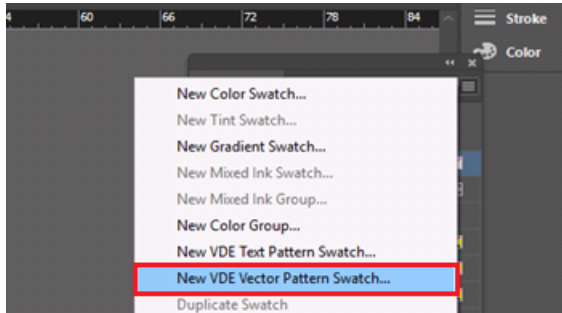 60 66 72 78 84
Stroke
Color
New Color Swatch...
New Tint Swatch...
New Gradient Swatch...
New Mixed Ink Swatch...
New Mixed Ink Group...
New Color Group...
New VDE Text Pattern Swatch...
New VDE Vector Pattern Swatch...
Duplicate Swatch